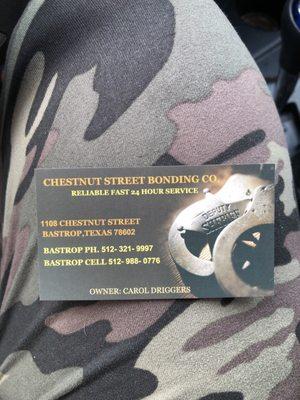 CHESTNUT STREET BONDING CO.
RELIABLE FAST 24 HOUR SERVICE
DEPUTY
1108 CHESTNUT STREET
BASTROP,TEXAS 78602
BASTROP PH. 512- 321- 9997
BASTROP CELL 512- 988- 0776
OWNER: CAROL DRIGGERS